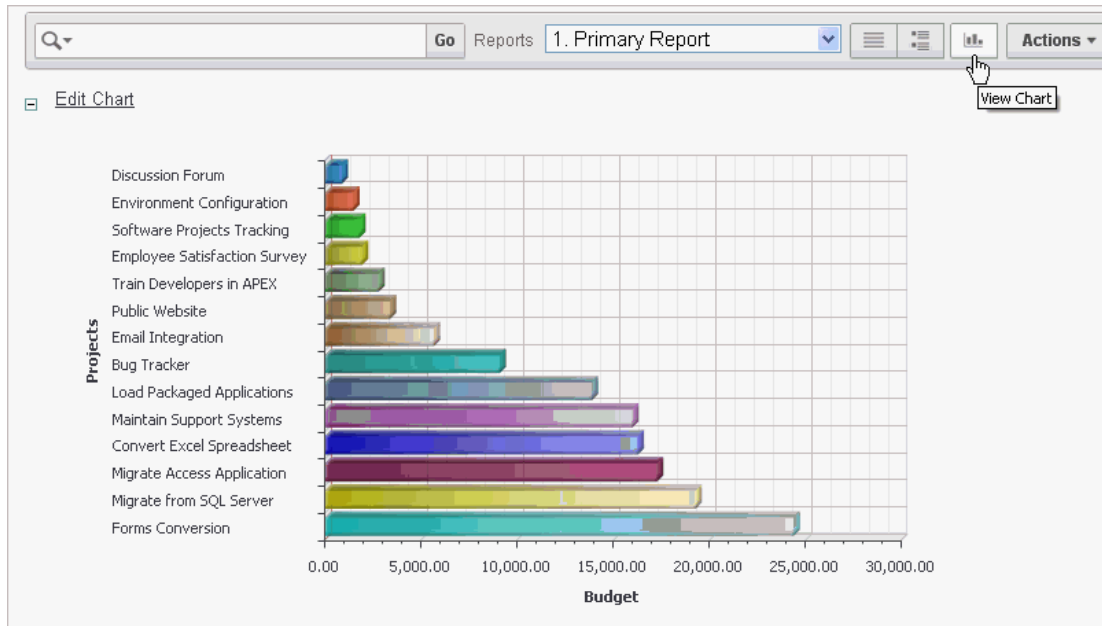 Go Reports 1. Primary Report Actions
View Chart
Edit Chart
Discussion Forum
Environment Configuration
Software Projects Tracking
Employee Satisfaction Survey
Train Developers in APEX
Public Website
Email Integration
Bug Tracker
Load Packaged Applications
Maintain Support Systems
Convert Excel Spreadsheet
Migrate Access Application
Migrate from SQL Server
Forms Conversion
Projects
0.00 5,000.00 10,000.00 15,000.00 20,000.00 25,000.00 30,000.00
Budget